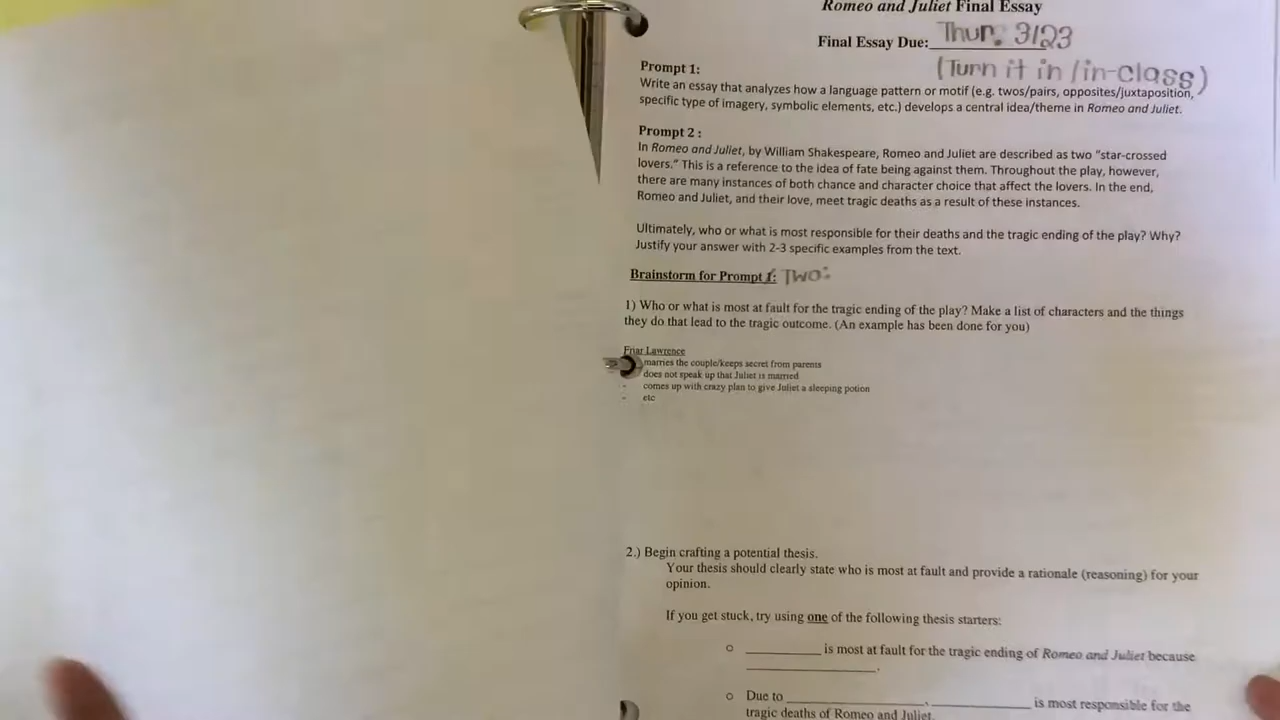 Romeo and Juliet Final Essay
Final Essay Due: Thur. 3/23
(Turn it in /in-class)
Prompt 1:
Write an essay that analyzes how a language pattern or motif (e.g. twos/pairs, opposites/juxtaposition,
specific type of imagery, symbolic elements, etc.) develops a central idea/theme in Romeo and Juliet.
Prompt 2 :
In Romeo and Juliet, by William Shakespeare, Romeo and Juliet are described as two “star-crossed
lovers.” This is a reference to the idea of fate being against them. Throughout the play, however,
there are many instances of both chance and character choice that affect the lovers. In the end,
Romeo and Juliet, and their love, meet tragic deaths as a result of these instances.
Ultimately, who or what is most responsible for their deaths and the tragic ending of the play? Why?
Justify your answer with 2-3 specific examples from the text.
Brainstorm for Prompt 1: TWO:
1) Who or what is most at fault for the tragic ending of the play? Make a list of characters and the things
they do that lead to the tragic outcome. (An example has been done for you)
Friar Lawrence
marries the couple/keeps secret from parents
does not speak up that Juliet is married
- comes up with crazy plan to give Juliet a sleeping potion
- etc
2.) Begin crafting a potential thesis.
Your thesis should clearly state who is most at fault and provide a rationale (reasoning) for your
opinion.
If you get stuck, try using one of the following thesis starters:
o __________ is most at fault for the tragic ending of Romeo and Juliet because
__________________.
o Due to ___________________, _____________ is most responsible for the
tragic deaths of Romeo and Juliet.